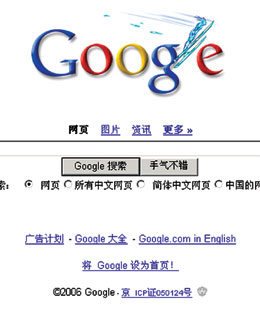 Google
网页 图片 资讯 更多 »
Google 搜索 手气不错
索: 网页 所有中文网页 简体中文网页 中国的网
广告计划 - Google 大全 - Google.com in English
将 Google 设为首页!
©2006 Google - 京 ICP证050124号